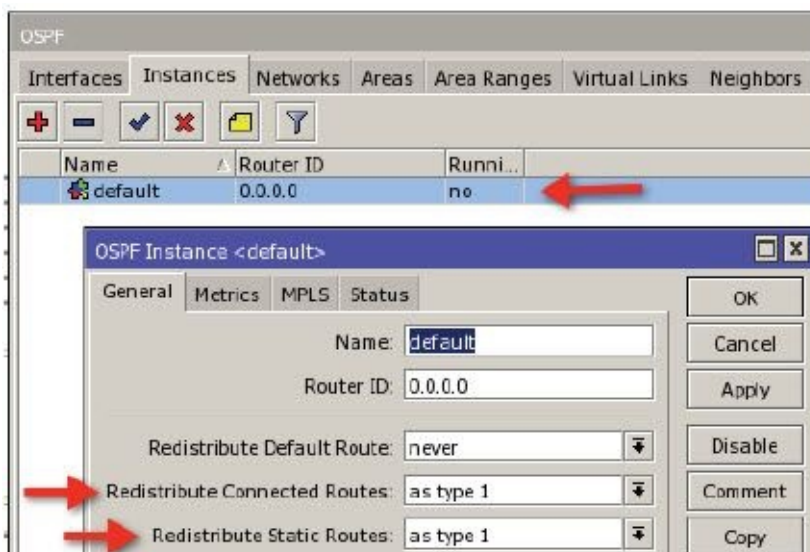 OSPF
Interfaces Instances Networks Areas Area Ranges Virtual Links Neighbors
Name Router ID Runni...
default 0.0.0.0 no
OSPF Instance <default>
General Metrics MPLS Status
OK
Name: default
Cancel
Router ID: 0.0.0.0
Apply
Redistribute Default Route: never
Disable
Redistribute Connected Routes: as type 1
Comment
Redistribute Static Routes: as type 1
Copy